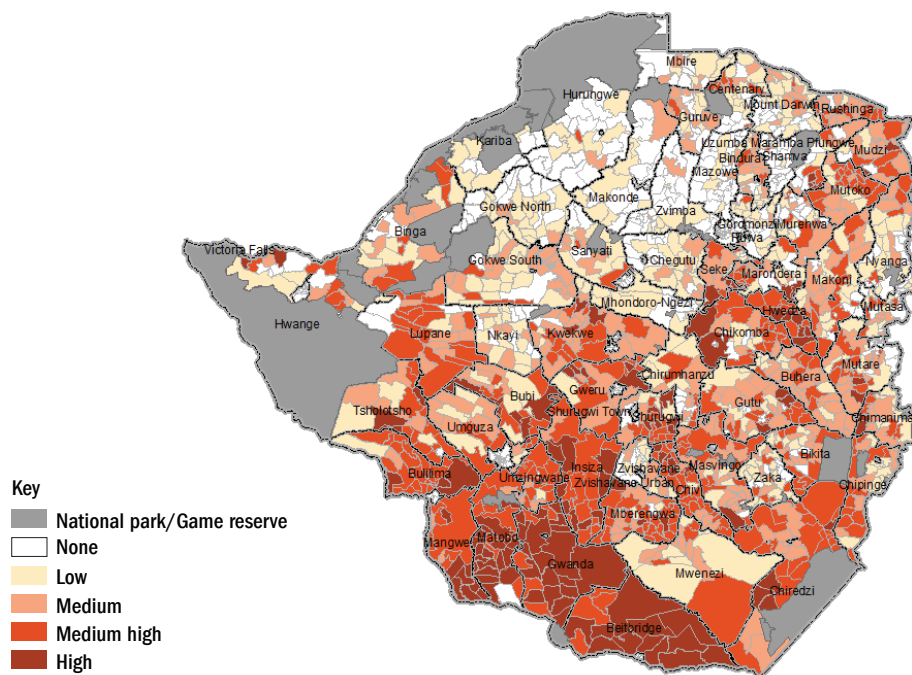 Mbire
Hurungwe
Centenary
Mount Darwin
Rushinga
Guruve
Kariba
Uzumba Maramba Pfungwe
Mudzi
Bindura
Shamva
Mazowe
Mutoko
Makonde
Gokwe North
Zvimba
Goromonzi
Murehwa
Ruwa
Binga
Victoria Falls
Sanyati
Chegutu
Nyanga
Gokwe South
Seke
Marondera
Makoni
Mhondoro-Ngezi
Mutasa
Hwange
Hwedza
Lupane
Nkayi
Kwekwe
Chikomba
Mutare
Chirumhanzu
Buhera
Gweru
Bubi
Gutu
Tsholotsho
Shurugwi Town
Shurugwi
Chimanimani
Umguza
Bikita
Insiza
Zvishavane
Masvingo
Bulilima
Umzingwane
Zvishavane Urban
Chivi
Zaka
Chipinge
Mberengwa
Matobo
Mangwe
Gwanda
Mwenezi
Chiredzi
Beitbridge
Key
National park/Game reserve
None
Low
Medium
Medium high
High